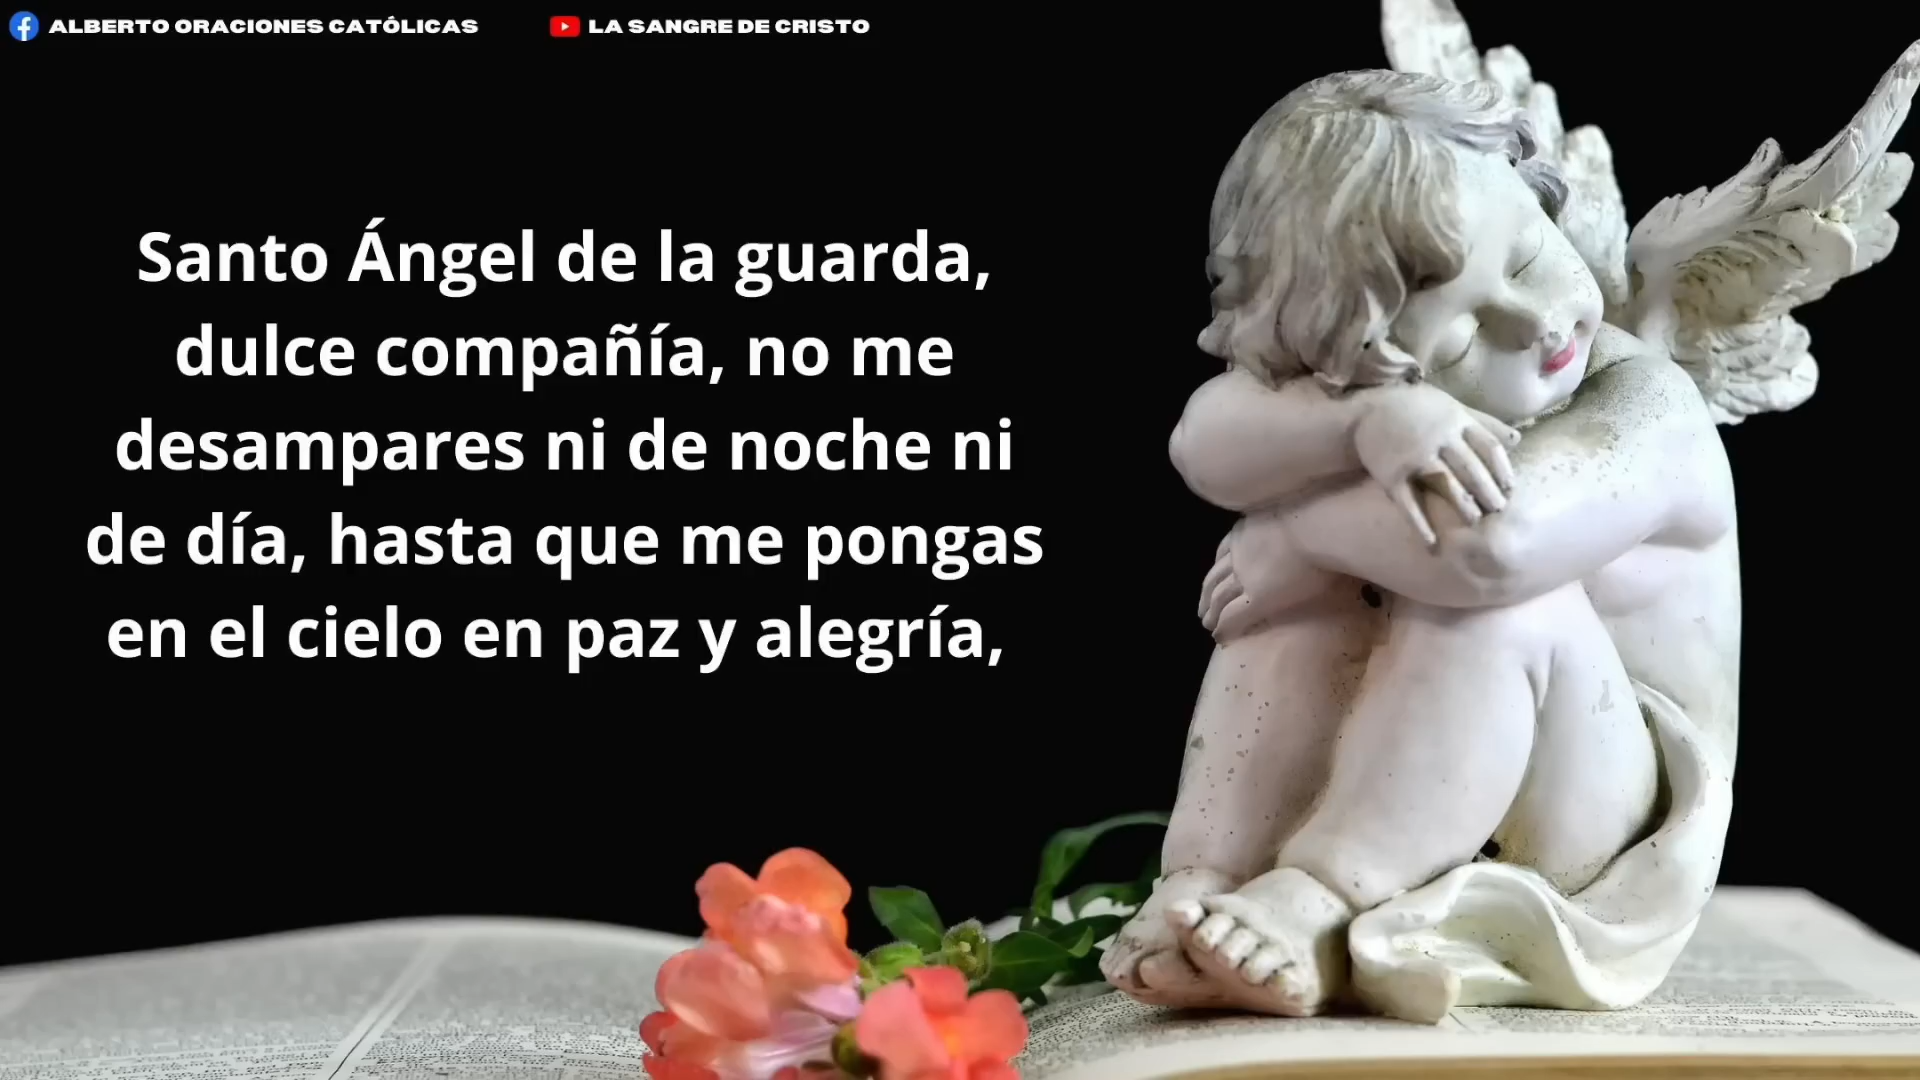 ALBERTO ORACIONES CATÓLICAS
LA SANGRE DE CRISTO
Santo Ángel de la guarda,
dulce compañía, no me
desampares ni de noche ni
de día, hasta que me pongas
en el cielo en paz y alegría,